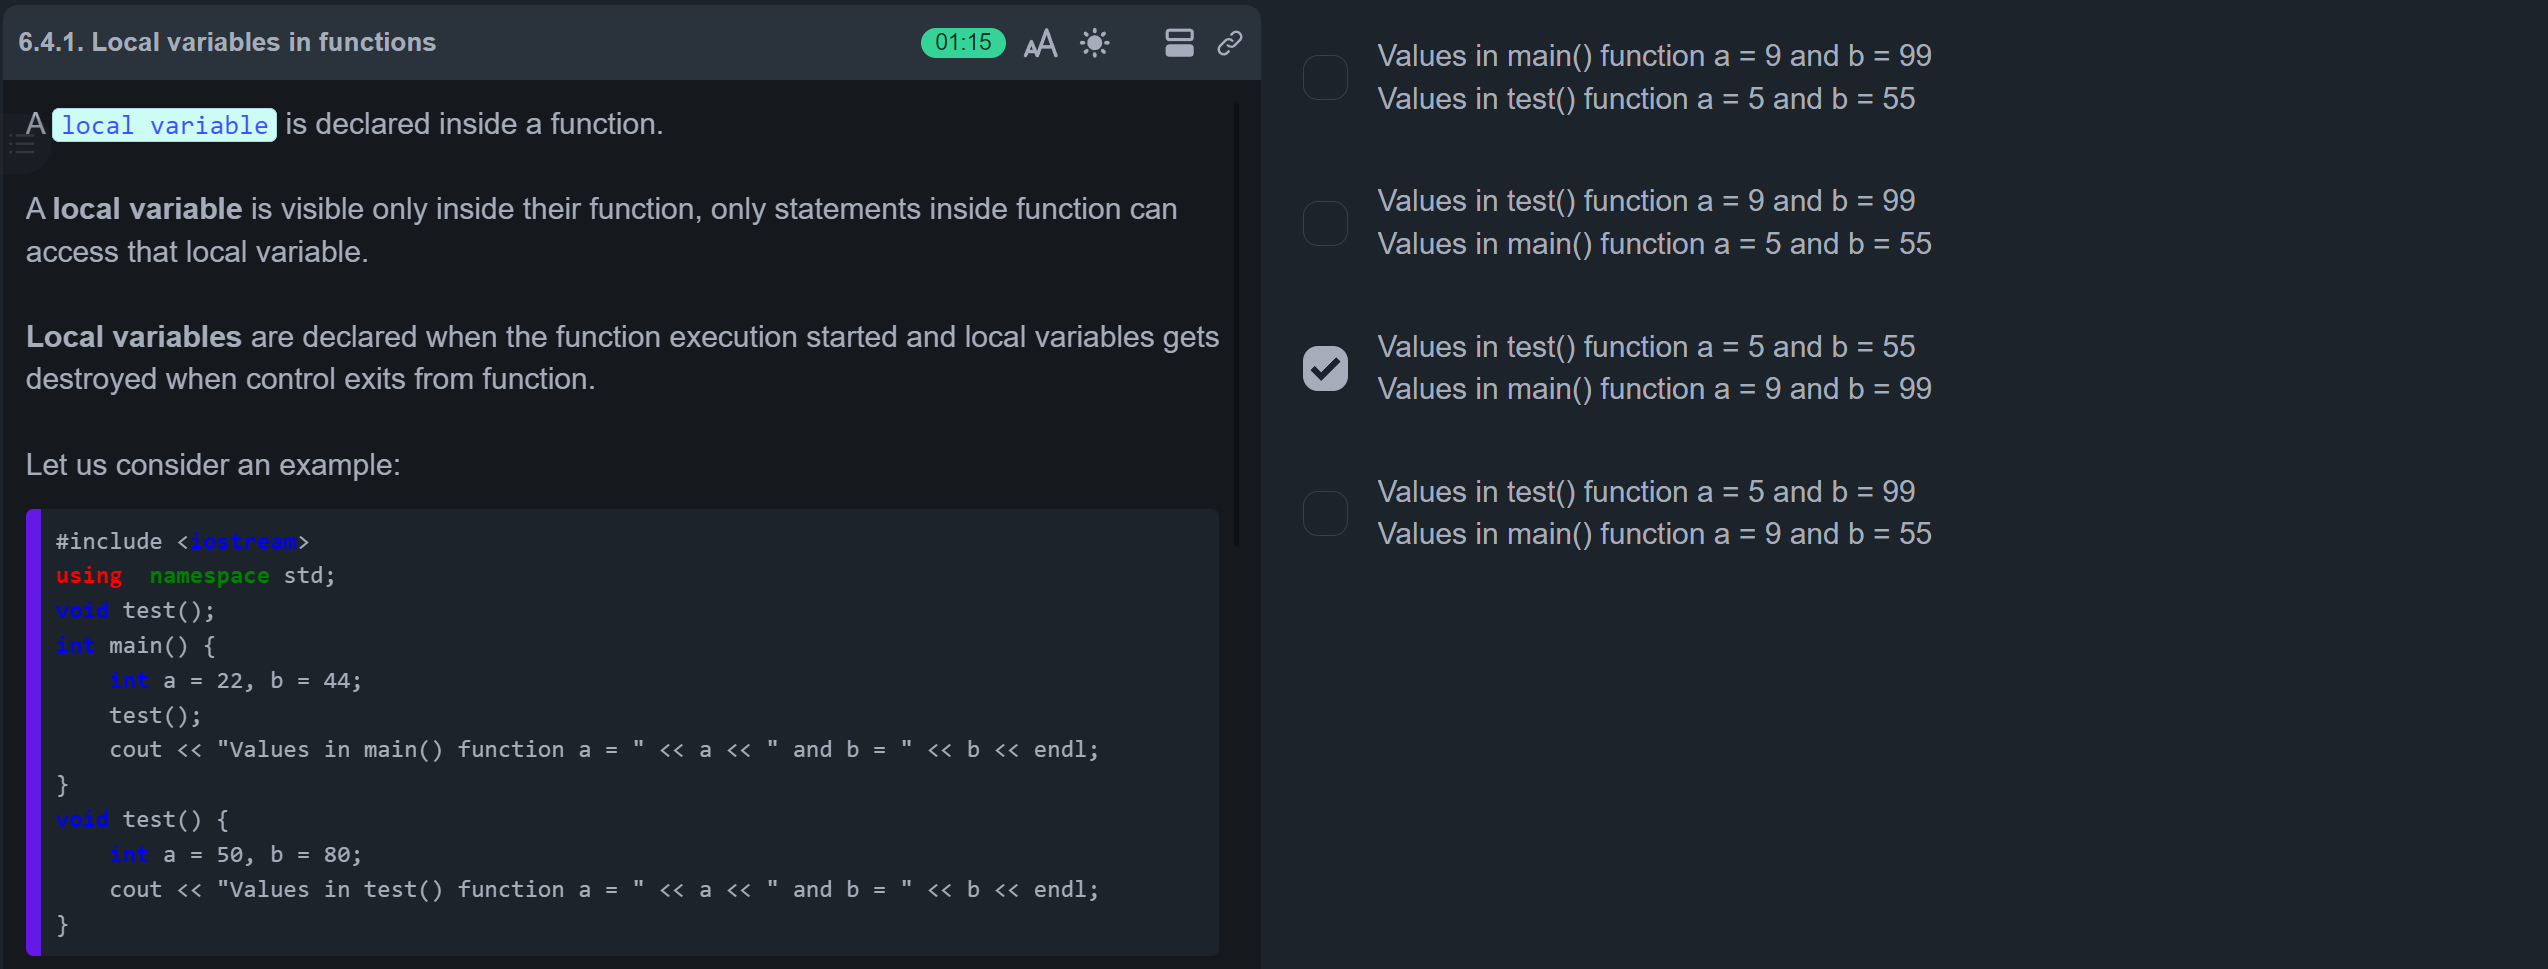 6.4.1. Local variables in functions
01:15
A local variable is declared inside a function.
A local variable is visible only inside their function, only statements inside function can
access that local variable.
Local variables are declared when the function execution started and local variables gets
destroyed when control exits from function.
Let us consider an example:
#include <iostream>
using  namespace std;
void test();
int main() {
    int a = 22, b = 44;
    test();
    cout << "Values in main() function a = " << a << " and b = " << b << endl;
}
void test() {
    int a = 50, b = 80;
    cout << "Values in test() function a = " << a << " and b = " << b << endl;
}
Values in main() function a = 9 and b = 99
Values in test() function a = 5 and b = 55
Values in test() function a = 9 and b = 99
Values in main() function a = 5 and b = 55
Values in test() function a = 5 and b = 55
Values in main() function a = 9 and b = 99
Values in test() function a = 5 and b = 99
Values in main() function a = 9 and b = 55